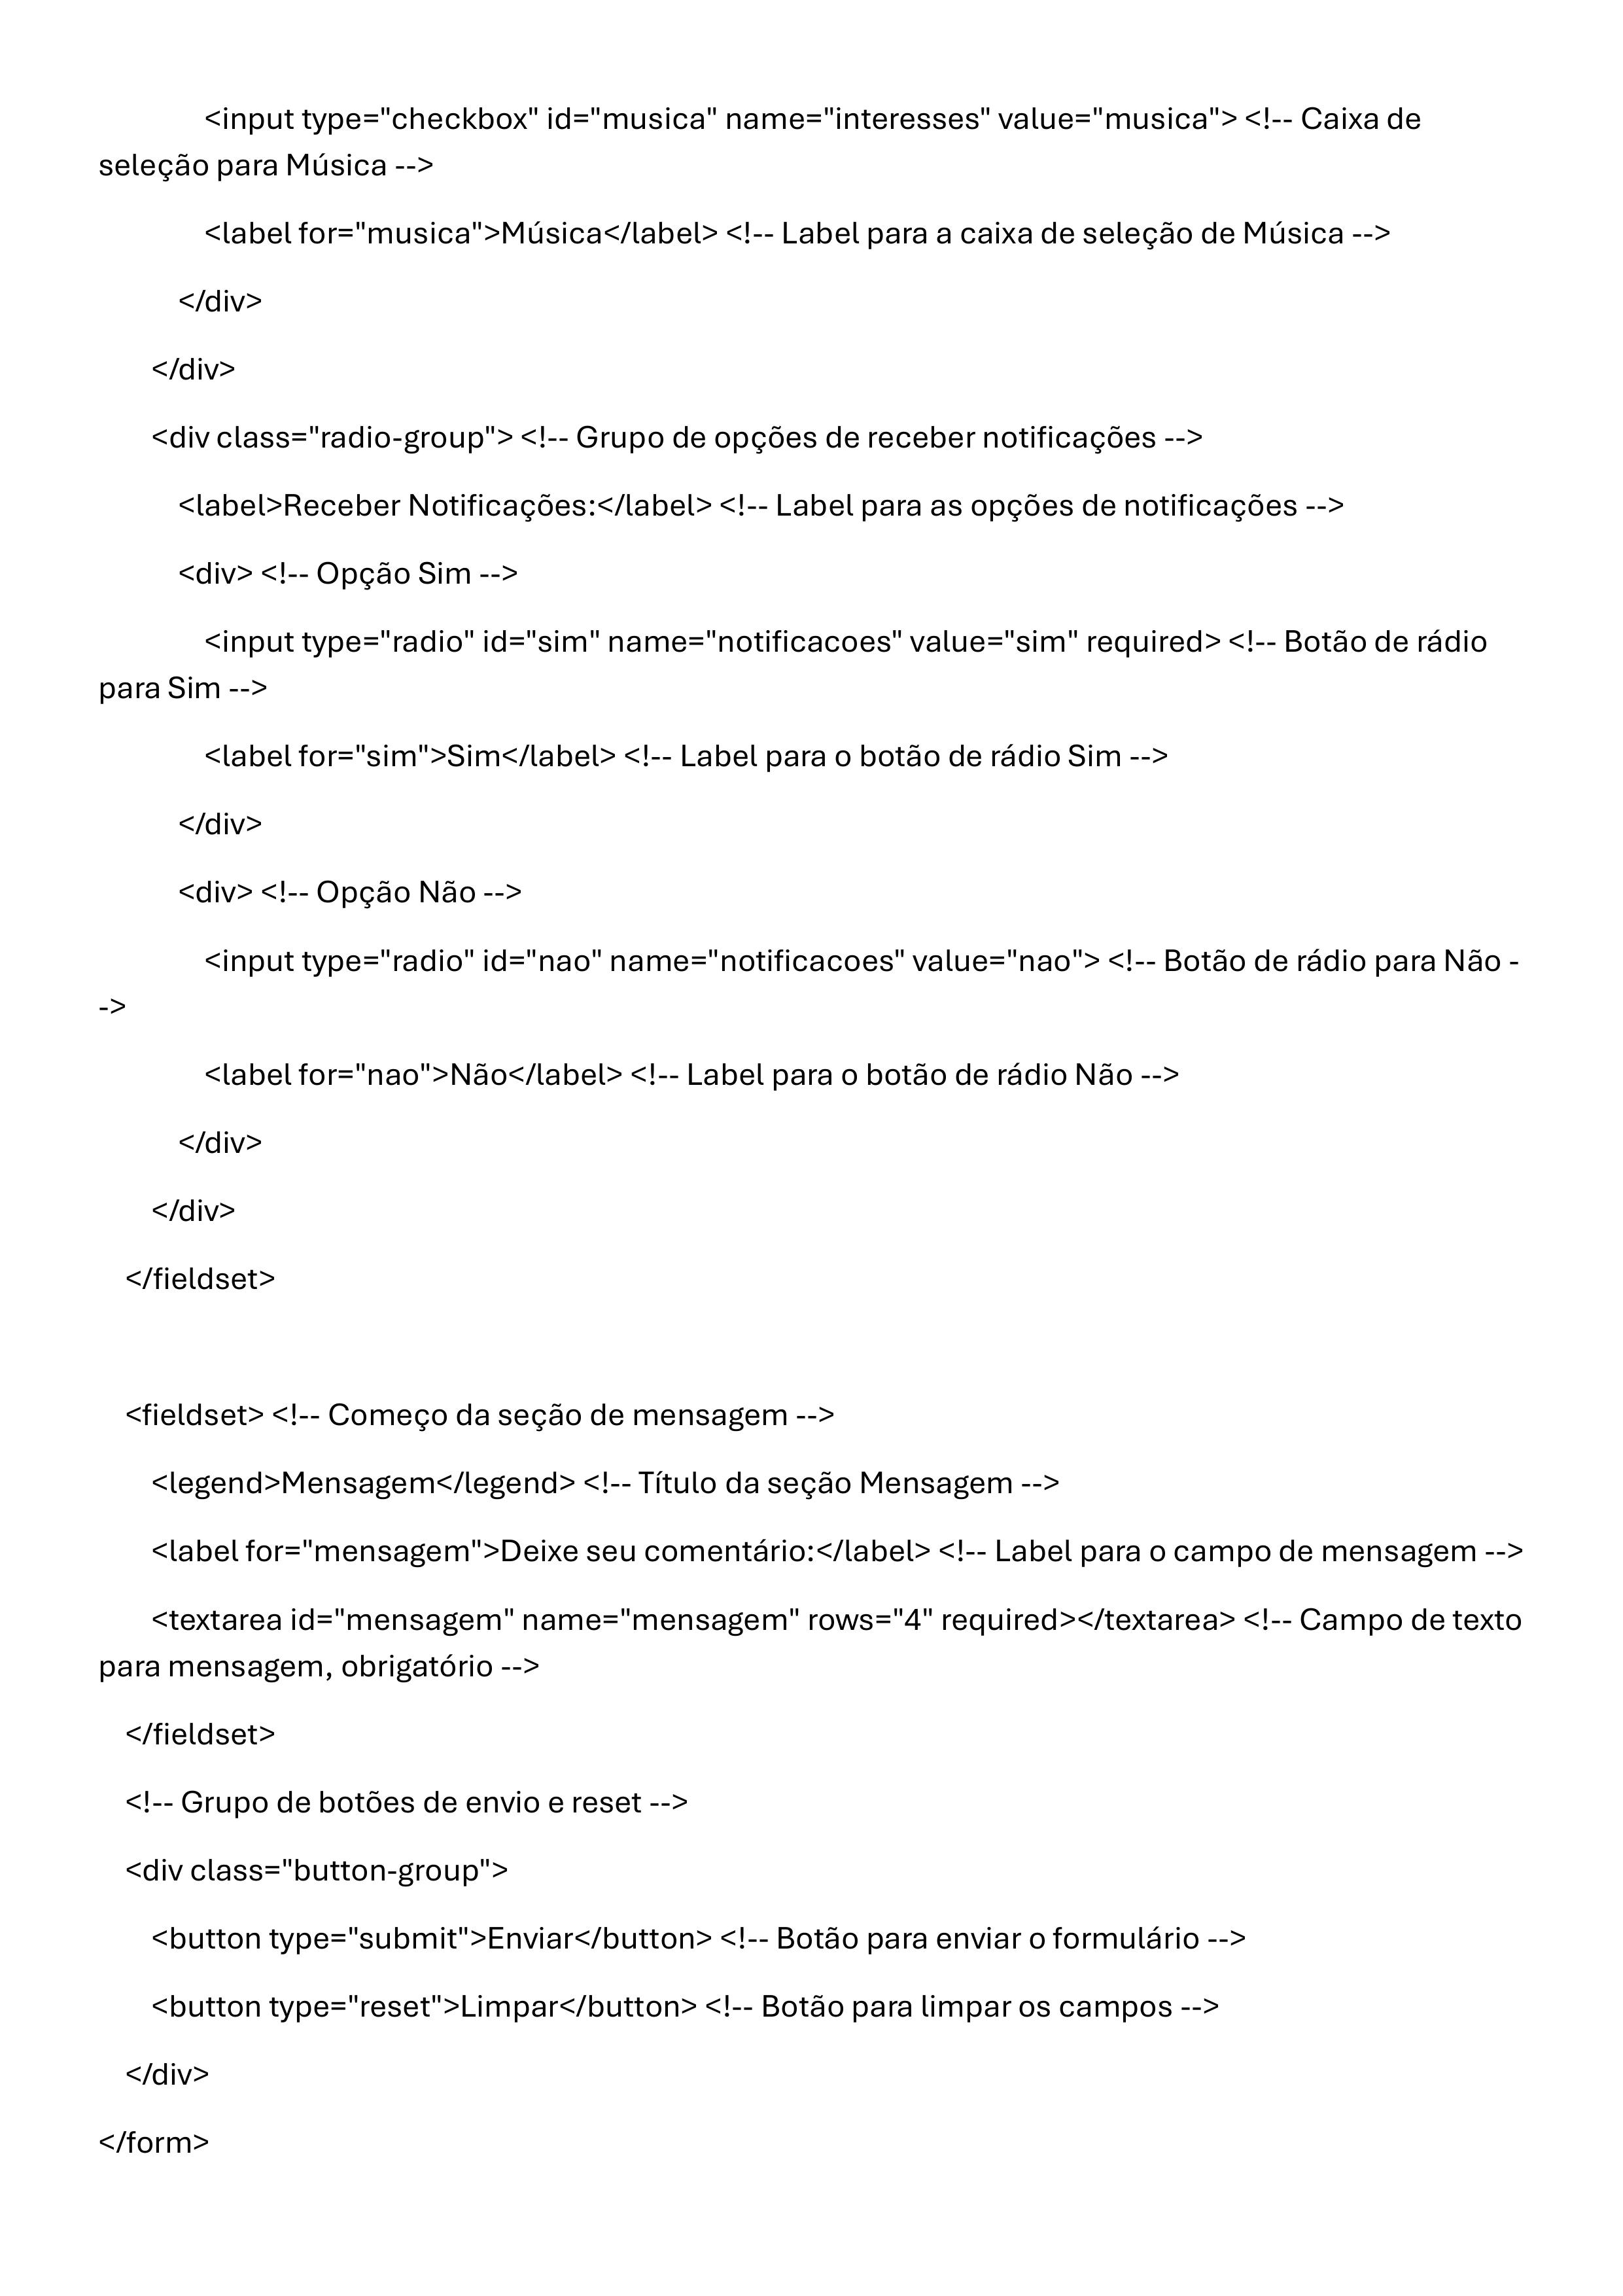 <input type="checkbox" id="musica" name="interesses" value="musica"> <!-- Caixa de
seleção para Música -->
<label for="musica">Música</label> <!-- Label para a caixa de seleção de Música -->
</div>
</div>
<div class="radio-group"> <!-- Grupo de opções de receber notificações -->
<label>Receber Notificações:</label> <!-- Label para as opções de notificações -->
<div> <!-- Opção Sim -->
<input type="radio" id="sim" name="notificacoes" value="sim" required> <!-- Botão de rádio
para Sim -->
<label for="sim">Sim</label> <!-- Label para o botão de rádio Sim -->
</div>
<div> <!-- Opção Não -->
<input type="radio" id="nao" name="notificacoes" value="nao"> <!-- Botão de rádio para Não -
->
<label for="nao">Não</label> <!-- Label para o botão de rádio Não -->
</div>
</div>
</fieldset>
<fieldset> <!-- Começo da seção de mensagem -->
<legend>Mensagem</legend> <!-- Título da seção Mensagem -->
<label for="mensagem">Deixe seu comentário:</label> <!-- Label para o campo de mensagem -->
<textarea id="mensagem" name="mensagem" rows="4" required></textarea> <!-- Campo de texto
para mensagem, obrigatório -->
</fieldset>
<!-- Grupo de botões de envio e reset -->
<div class="button-group">
<button type="submit">Enviar</button> <!-- Botão para enviar o formulário -->
<button type="reset">Limpar</button> <!-- Botão para limpar os campos -->
</div>
</form>